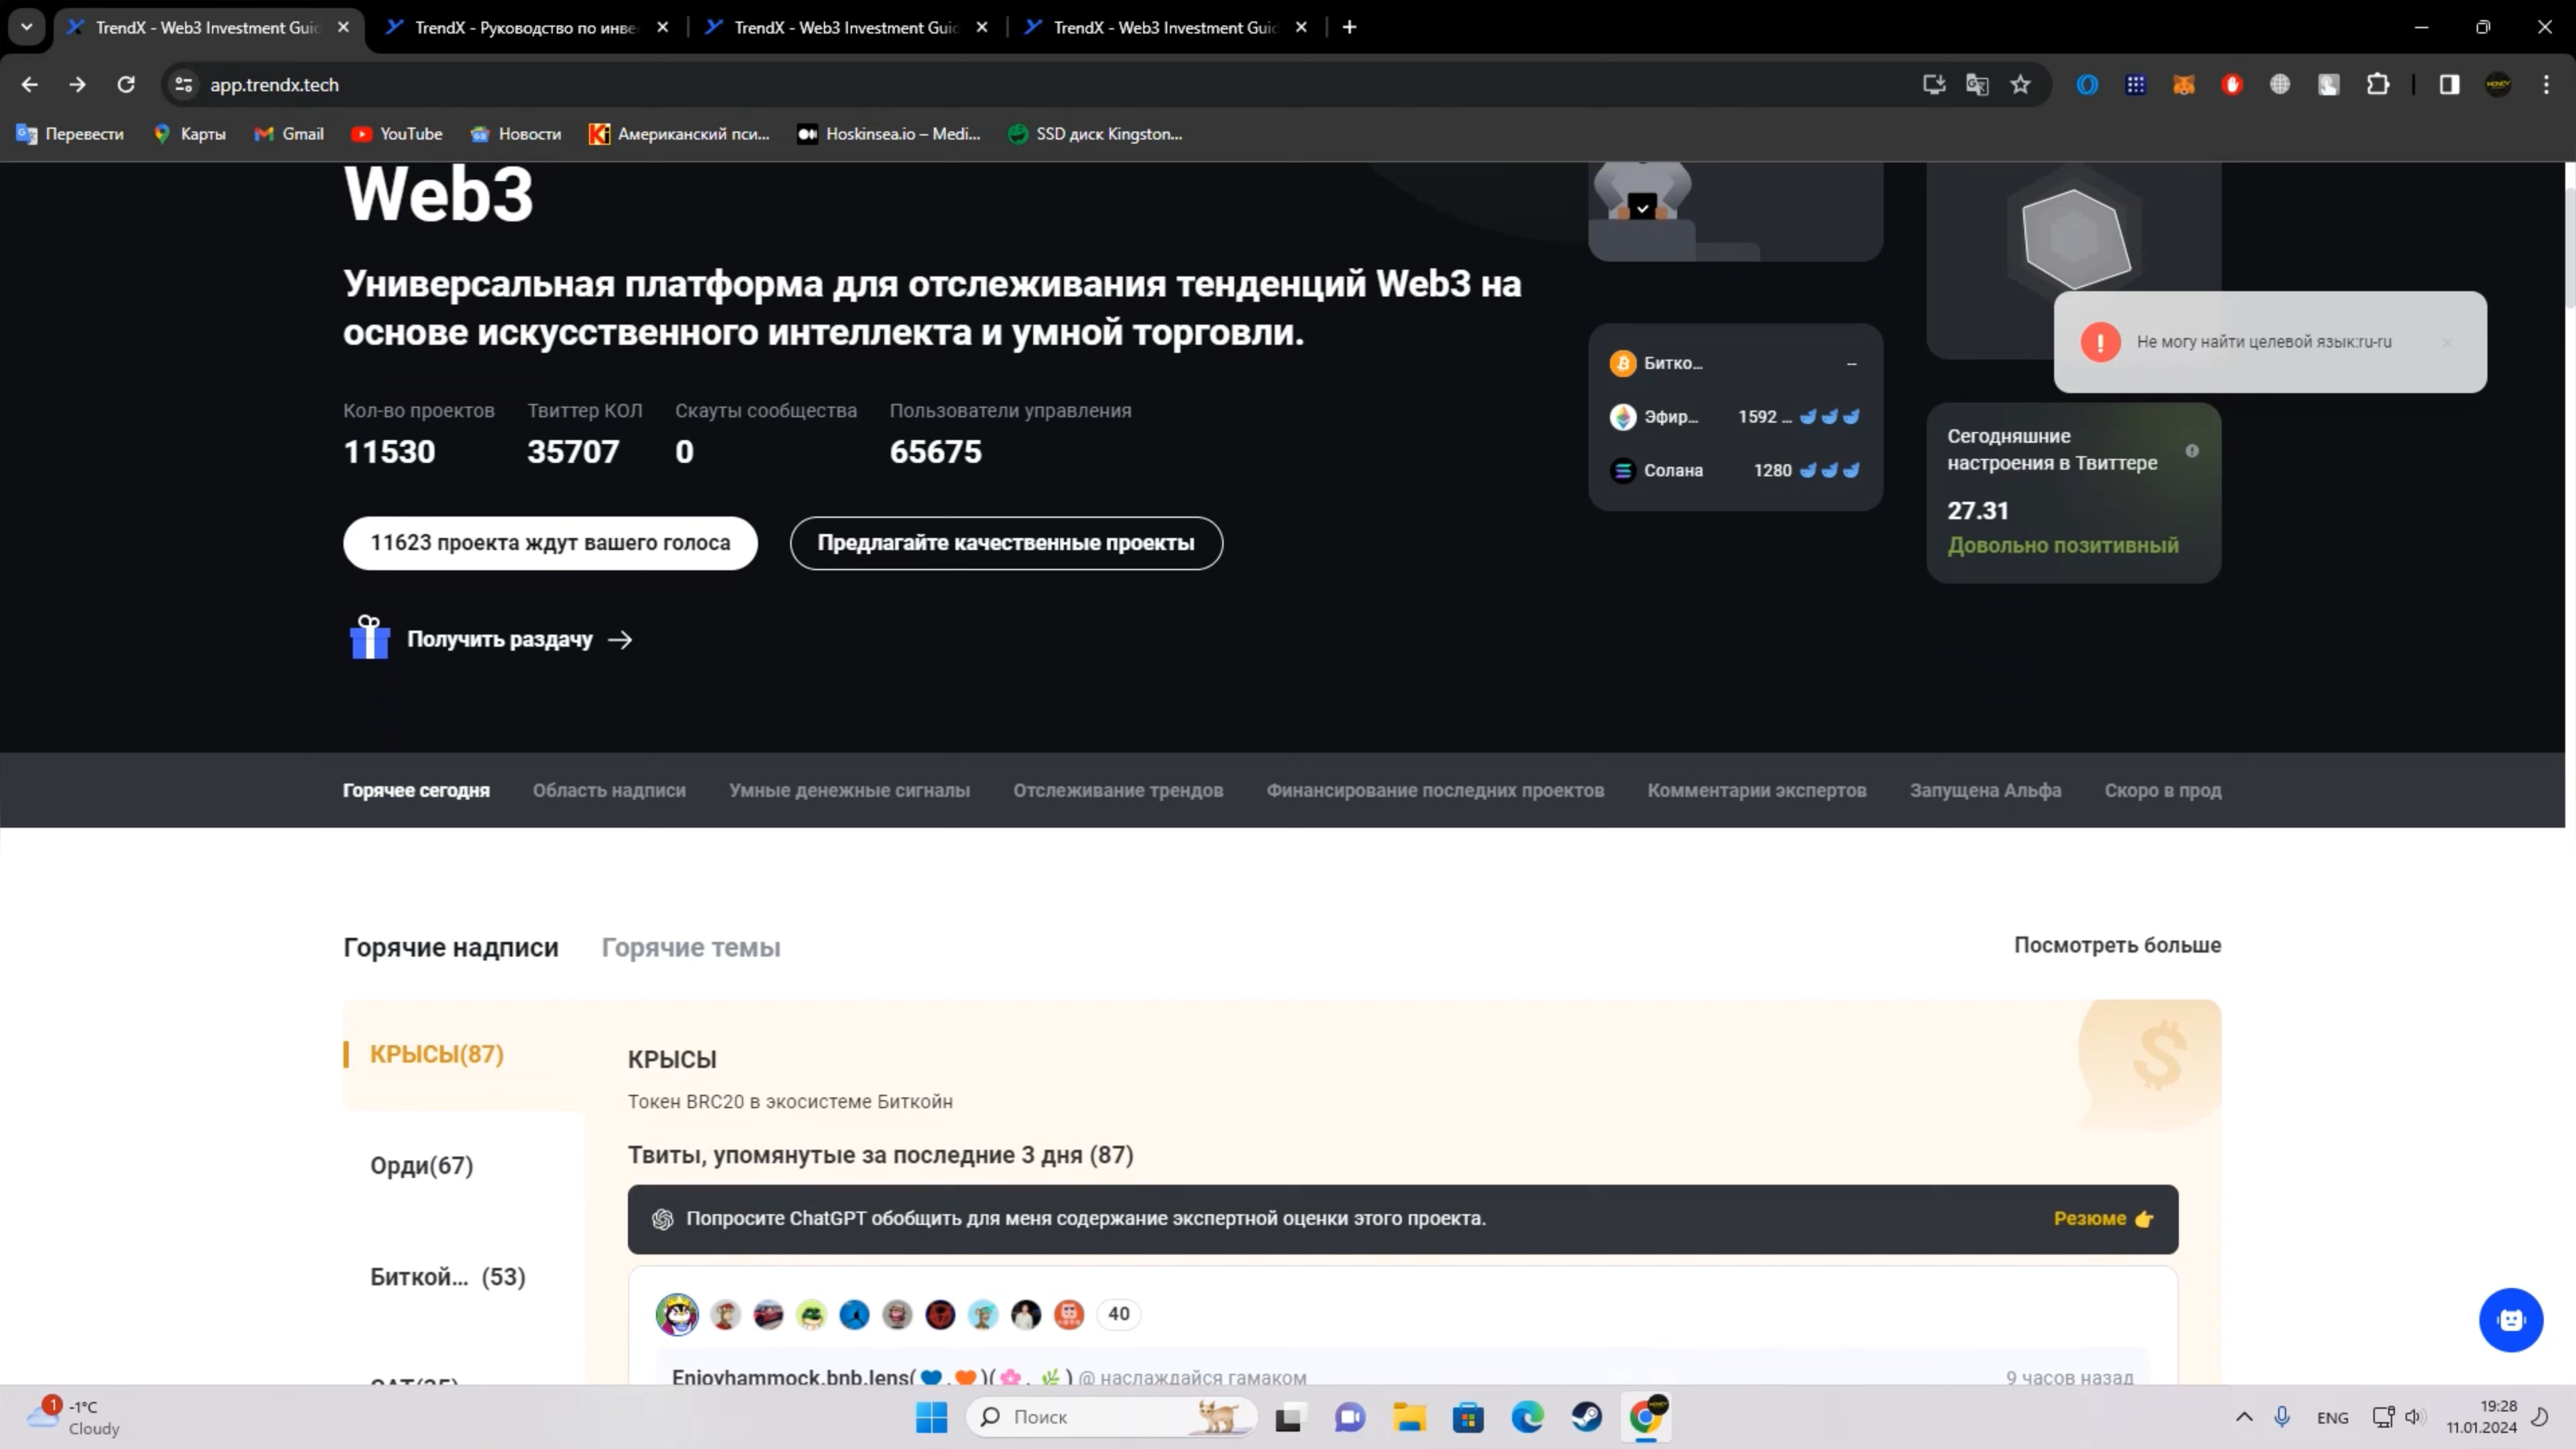 TrendX - Web3 Investment Guid
TrendX - Руководство по инве
TrendX - Web3 Investment Guid
TrendX - Web3 Investment Guid
app.trendx.tech
Перевести
Карты
Gmail
YouTube
Новости
Американский пси...
Hoskinsea.io – Medi...
SSD диск Kingston...
Web3
Универсальная платформа для отслеживания тенденций Web3 на
основе искусственного интеллекта и умной торговли.
Кол-во проектов Твиттер КОЛ Скауты сообщества Пользователи управления
11530 35707 0 65675
11623 проекта ждут вашего голоса
Предлагайте качественные проекты
Получить раздачу →
Битко... --
Эфир... 1592 ...
Солана 1280
Не могу найти целевой язык:ru-ru
Сегодняшние
настроения в Твиттере
27.31
Довольно позитивный
Горячее сегодня Область надписи Умные денежные сигналы Отслеживание трендов Финансирование последних проектов Комментарии экспертов Запущена Альфа Скоро в прод
Горячие надписи Горячие темы Посмотреть больше
КРЫСЫ(87)
Орди(67)
Биткой... (53)
КРЫСЫ
Токен BRC20 в экосистеме Биткойн
Твиты, упомянутые за последние 3 дня (87)
Попросите ChatGPT обобщить для меня содержание экспертной оценки этого проекта. Резюме
40
Enjoyhammock.bnb.lens(💙,🧡)(🌸,🌿) @ наслаждайся гамаком 9 часов назад
1
-1°C
Cloudy
Поиск
ENG
19:28
11.01.2024